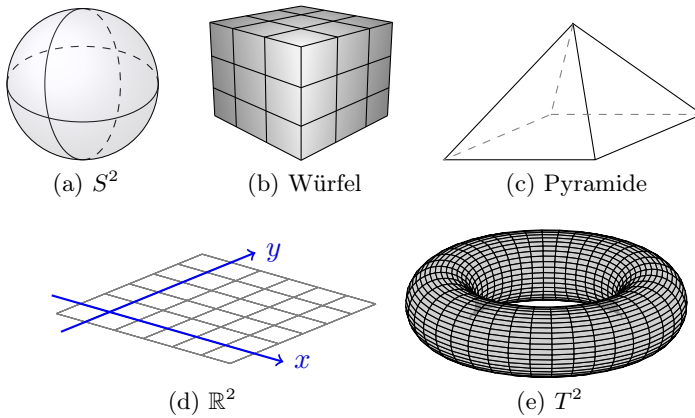 (a) S²
(b) Würfel
(c) Pyramide
y
x
(d) ℝ²
(e) T²